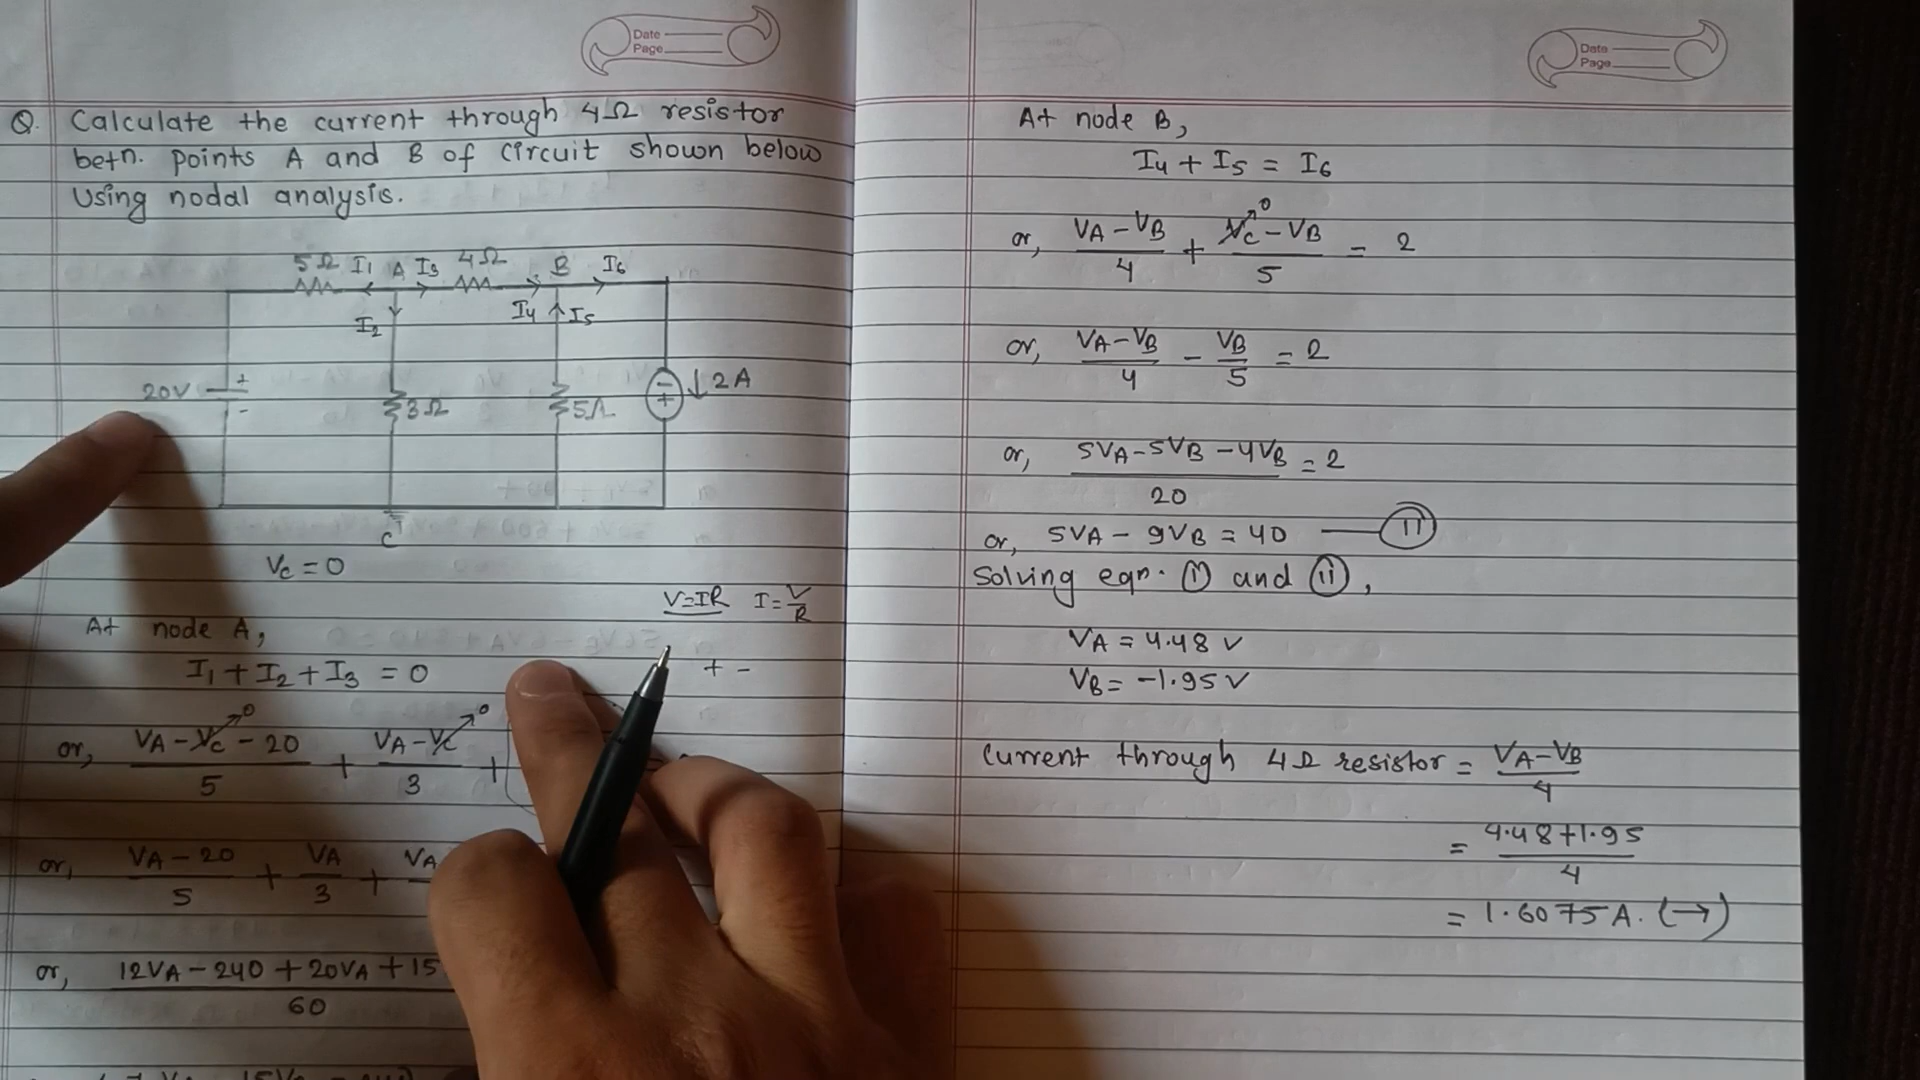 Date
Page
Q. Calculate the current through 4Ω resistor
betn. points A and B of circuit shown below
Using nodal analysis.
5Ω I₁ A I₃ 4Ω B I₆
I₂ I₄ I₅
20V + - 3Ω 5Ω - + ↓2A
C
Vc = 0
V=IR I=V/R
At node A,
I₁ + I₂ + I₃ = 0
+ -
or, (VA - Vc↗0 - 20)/5 + (VA - Vc↗0)/3 +
or, (VA - 20)/5 + VA/3 + VA
or, 12VA - 240 + 20VA + 15
60
Date
Page
At node B,
I₄ + I₅ = I₆
or, (VA - VB)/4 + (Vc↗0 - VB)/5 = 2
or, (VA - VB)/4 - VB/5 = 2
or, (5VA - 5VB - 4VB)/20 = 2
or, 5VA - 9VB = 40 — (II)
Solving eqn. (I) and (II),
VA = 4.48 V
VB = -1.95 V
Current through 4Ω resistor = (VA - VB)/4
= (4.48 + 1.95)/4
= 1.6075 A. (→)